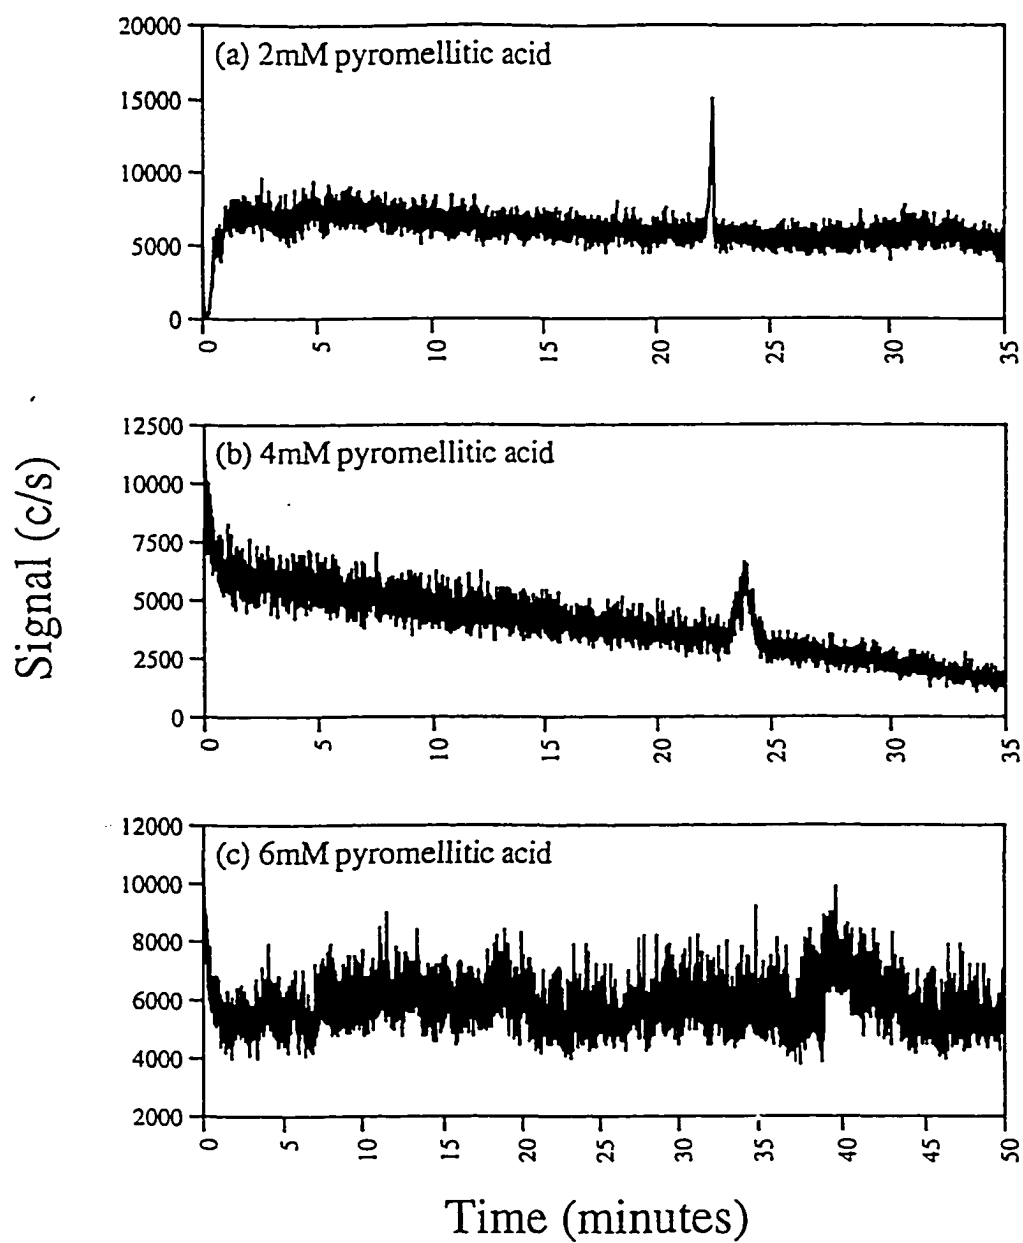 20000
(a) 2mM pyromellitic acid
15000
10000
5000
0
0 5 10 15 20 25 30 35
12500
(b) 4mM pyromellitic acid
10000
7500
5000
2500
0
0 5 10 15 20 25 30 35
Signal (c/s)
12000
(c) 6mM pyromellitic acid
10000
8000
6000
4000
2000
0 5 10 15 20 25 30 35 40 45 50
Time (minutes)